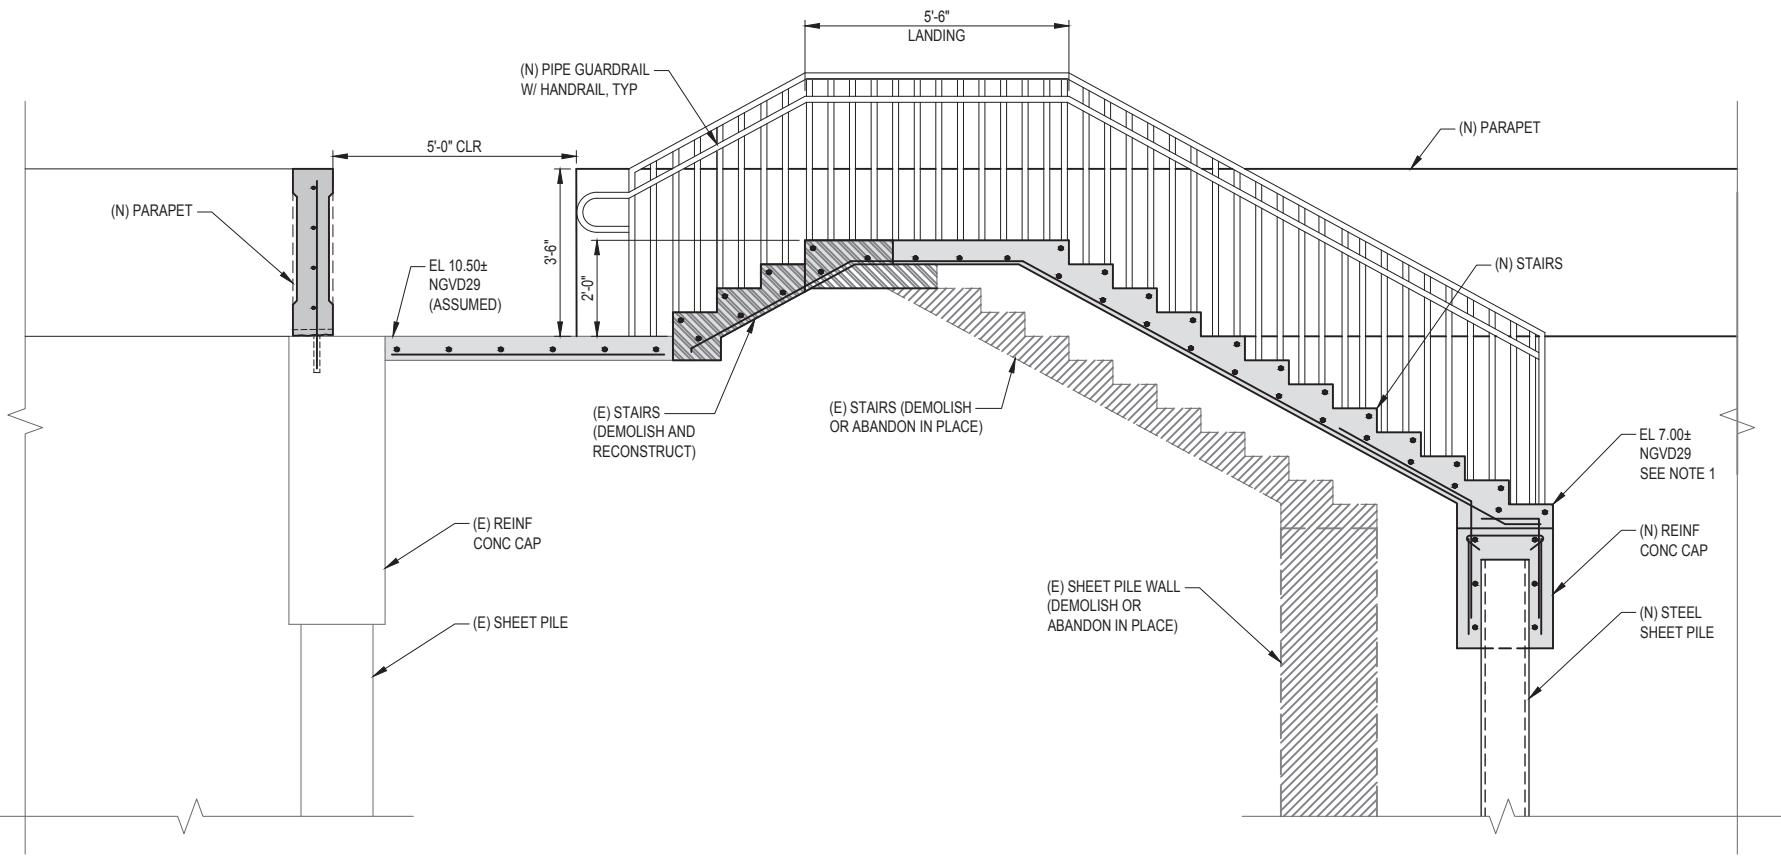 5'-6"
LANDING
(N) PIPE GUARDRAIL
W/ HANDRAIL, TYP
(N) PARAPET
5'-0" CLR
(N) PARAPET
3'-6"
2'-0"
EL 10.50±
NGVD29
(ASSUMED)
(N) STAIRS
(E) STAIRS
(DEMOLISH AND
RECONSTRUCT)
(E) STAIRS (DEMOLISH
OR ABANDON IN PLACE)
EL 7.00±
NGVD29
SEE NOTE 1
(E) REINF
CONC CAP
(N) REINF
CONC CAP
(E) SHEET PILE WALL
(DEMOLISH OR
ABANDON IN PLACE)
(E) SHEET PILE
(N) STEEL
SHEET PILE